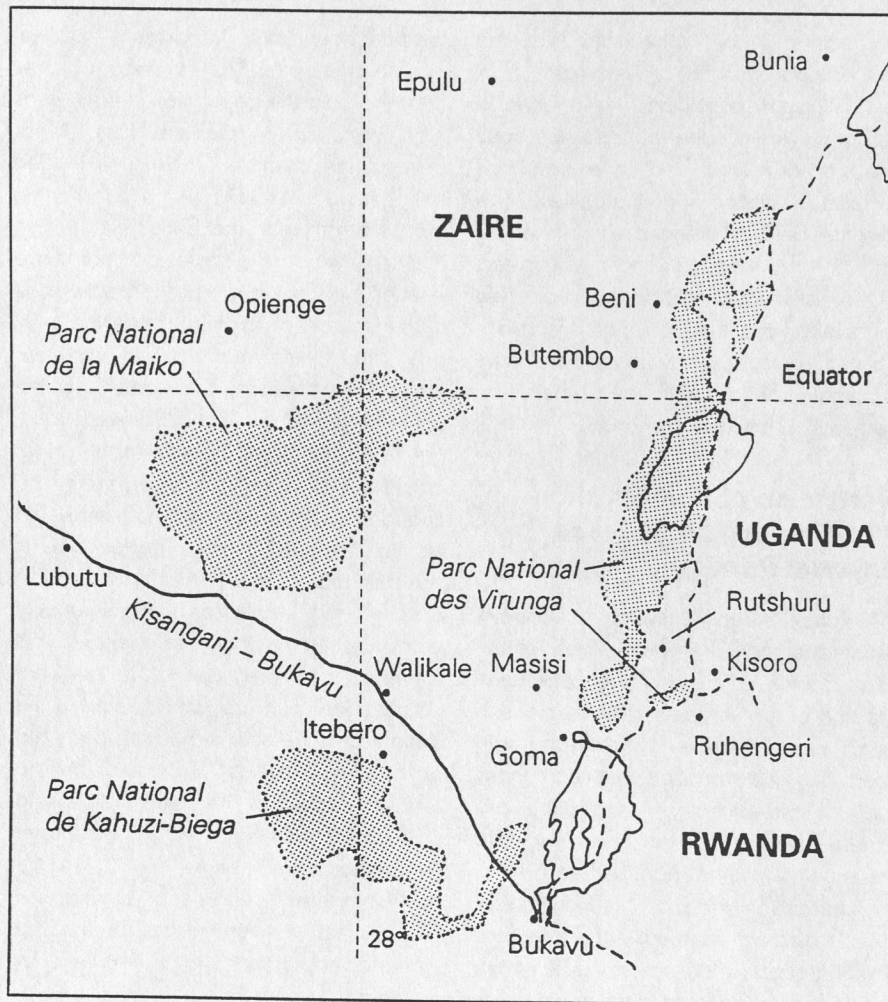 Bunia
Epulu
ZAIRE
Opienge
Beni
Parc National
de la Maiko
Butembo
Equator
UGANDA
Lubutu
Parc National
des Virunga
Rutshuru
Kisangani – Bukavu
Walikale
Masisi
Kisoro
Itebero
Goma
Ruhengeri
Parc National
de Kahuzi-Biega
RWANDA
28°
Bukavu